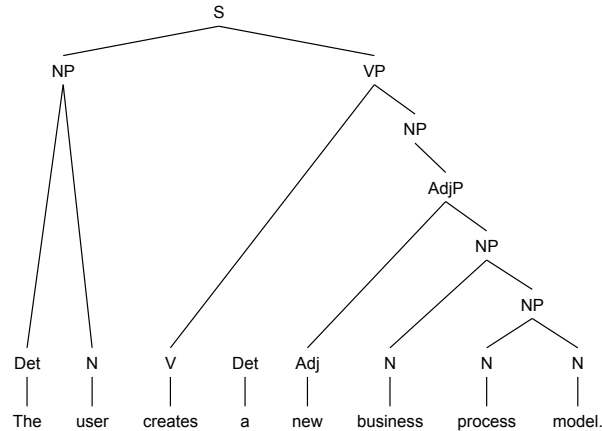 S
NP VP
NP
AdjP
NP
NP
Det N V Det Adj N N N
The user creates a new business process model.